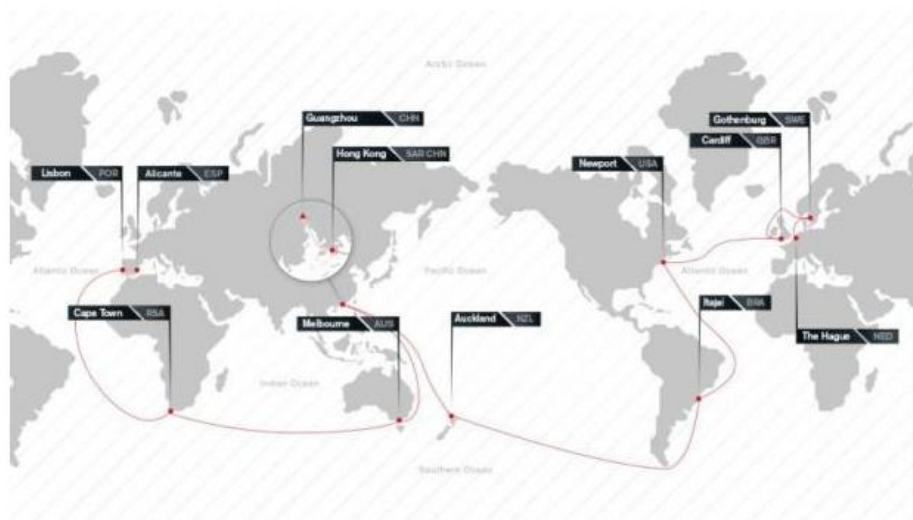 Arctic Ocean
Guangzhou CHN
Hong Kong SAR CHN
Gothenburg SWE
Cardiff GBR
Newport USA
Lisbon POR
Alicante ESP
Atlantic Ocean
Pacific Ocean
Atlantic Ocean
Cape Town RSA
Melbourne AUS
Auckland NZL
Itajaí BRA
The Hague NED
Indian Ocean
Southern Ocean